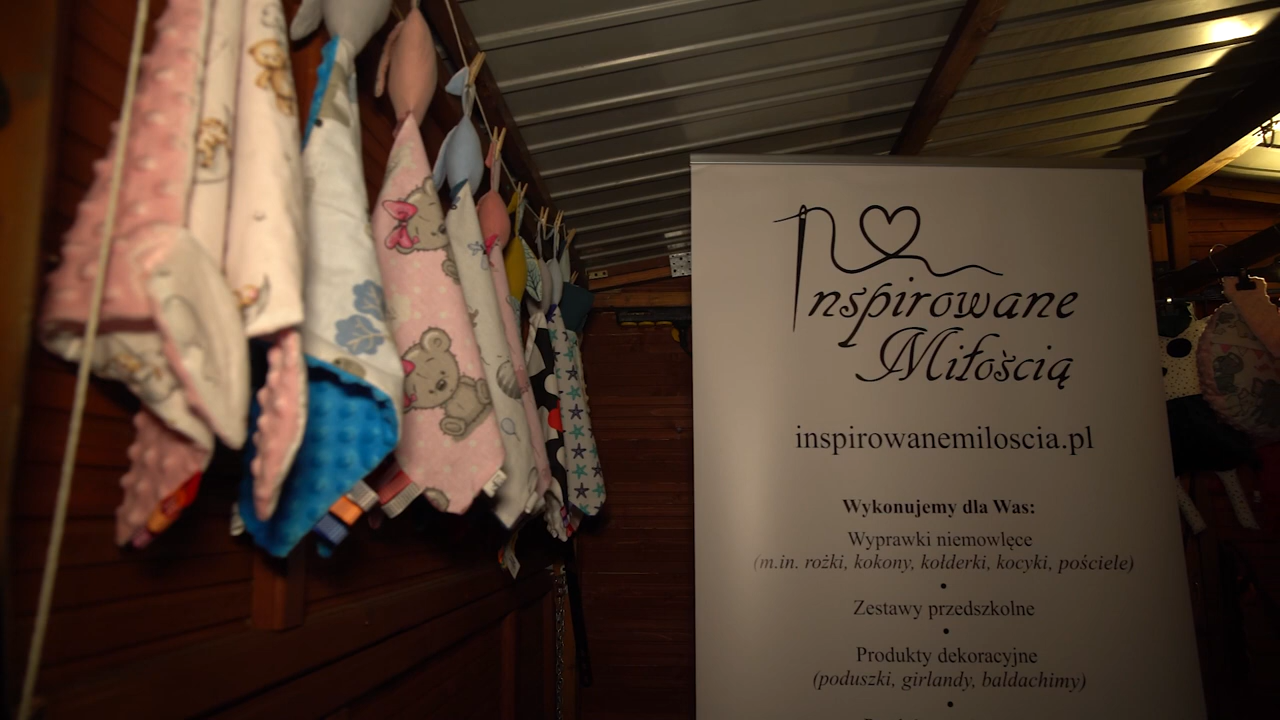 Inspirowane
Miłością
inspirowanemiloscia.pl
Wykonujemy dla Was:
Wyprawki niemowlęce
(m.in. rożki, kokony, kołderki, kocyki, pościele)
•
Zestawy przedszkolne
•
Produkty dekoracyjne
(poduszki, girlandy, baldachimy)
•